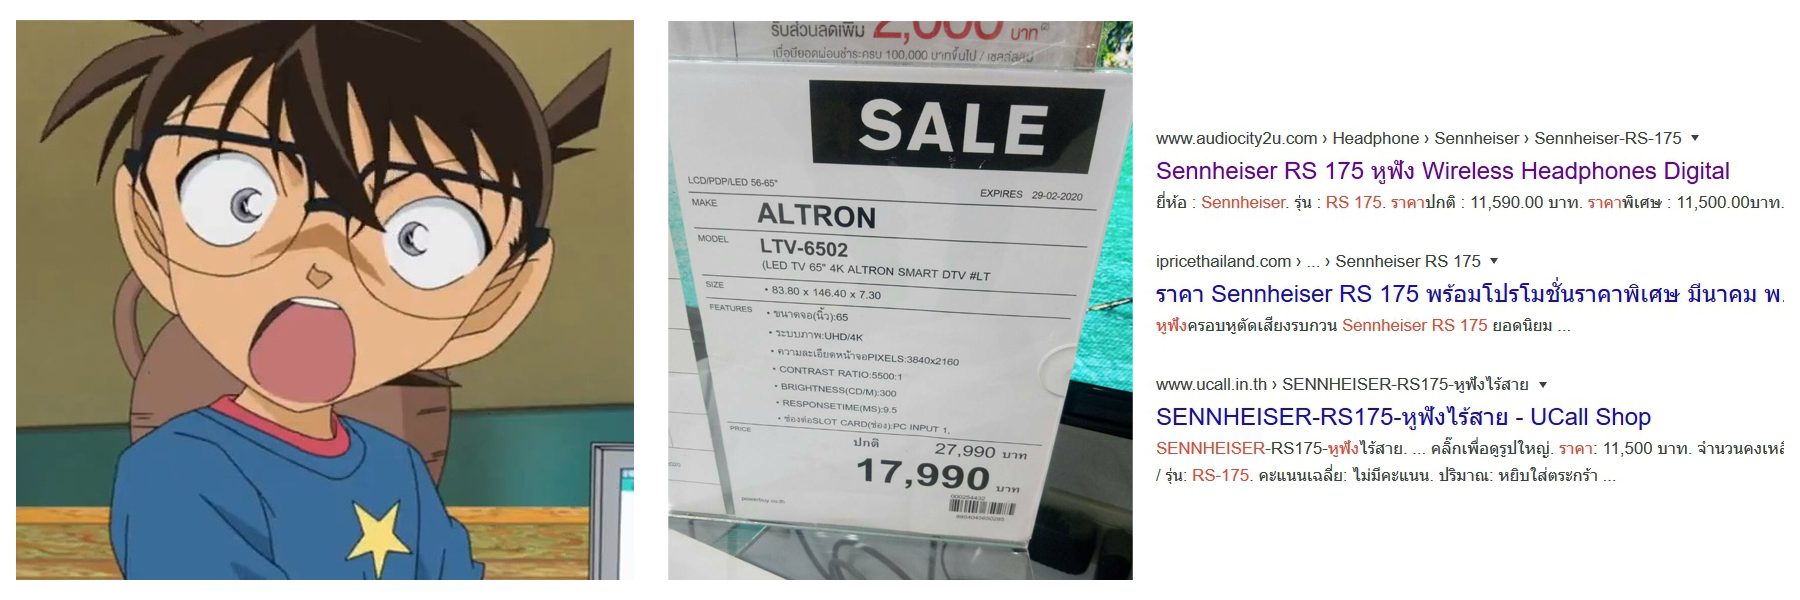 รับส่วนลดเพิ่ม 2,000 บาท
เมื่อมียอดผ่อนชำระครบ 100,000 บาทขึ้นไป / เซลล์สลิป
SALE
LCD/PDP/LED 56-65"
EXPIRES 29-02-2020
MAKE
ALTRON
MODEL
LTV-6502
(LED TV 65" 4K ALTRON SMART DTV #LT
SIZE
• 83.80 x 146.40 x 7.30
FEATURES
• ขนาดจอ(นิ้ว):65
• ระบบภาพ:UHD/4K
• ความละเอียดหน้าจอPIXELS:3840x2160
• CONTRAST RATIO:5500:1
• BRIGHTNESS(CD/M):300
• RESPONSETIME(MS):9.5
• ช่องต่อSLOT CARD(ช่อง):PC INPUT 1,
PRICE
ปกติ 27,990 บาท
17,990 บาท
powerbuy.co.th
www.audiocity2u.com › Headphone › Sennheiser › Sennheiser-RS-175
Sennheiser RS 175 หูฟัง Wireless Headphones Digital
ยี่ห้อ : Sennheiser. รุ่น : RS 175. ราคาปกติ : 11,590.00 บาท. ราคาพิเศษ : 11,500.00บาท.
ipricethailand.com › ... › Sennheiser RS 175
ราคา Sennheiser RS 175 พร้อมโปรโมชั่นราคาพิเศษ มีนาคม พ.
หูฟังครอบหูตัดเสียงรบกวน Sennheiser RS 175 ยอดนิยม ...
www.ucall.in.th › SENNHEISER-RS175-หูฟังไร้สาย
SENNHEISER-RS175-หูฟังไร้สาย - UCall Shop
SENNHEISER-RS175-หูฟังไร้สาย. ... คลิ๊กเพื่อดูรูปใหญ่. ราคา: 11,500 บาท. จำนวนคงเหลื
/ รุ่น: RS-175. คะแนนเฉลี่ย: ไม่มีคะแนน. ปริมาณ: หยิบใส่ตระกร้า ...